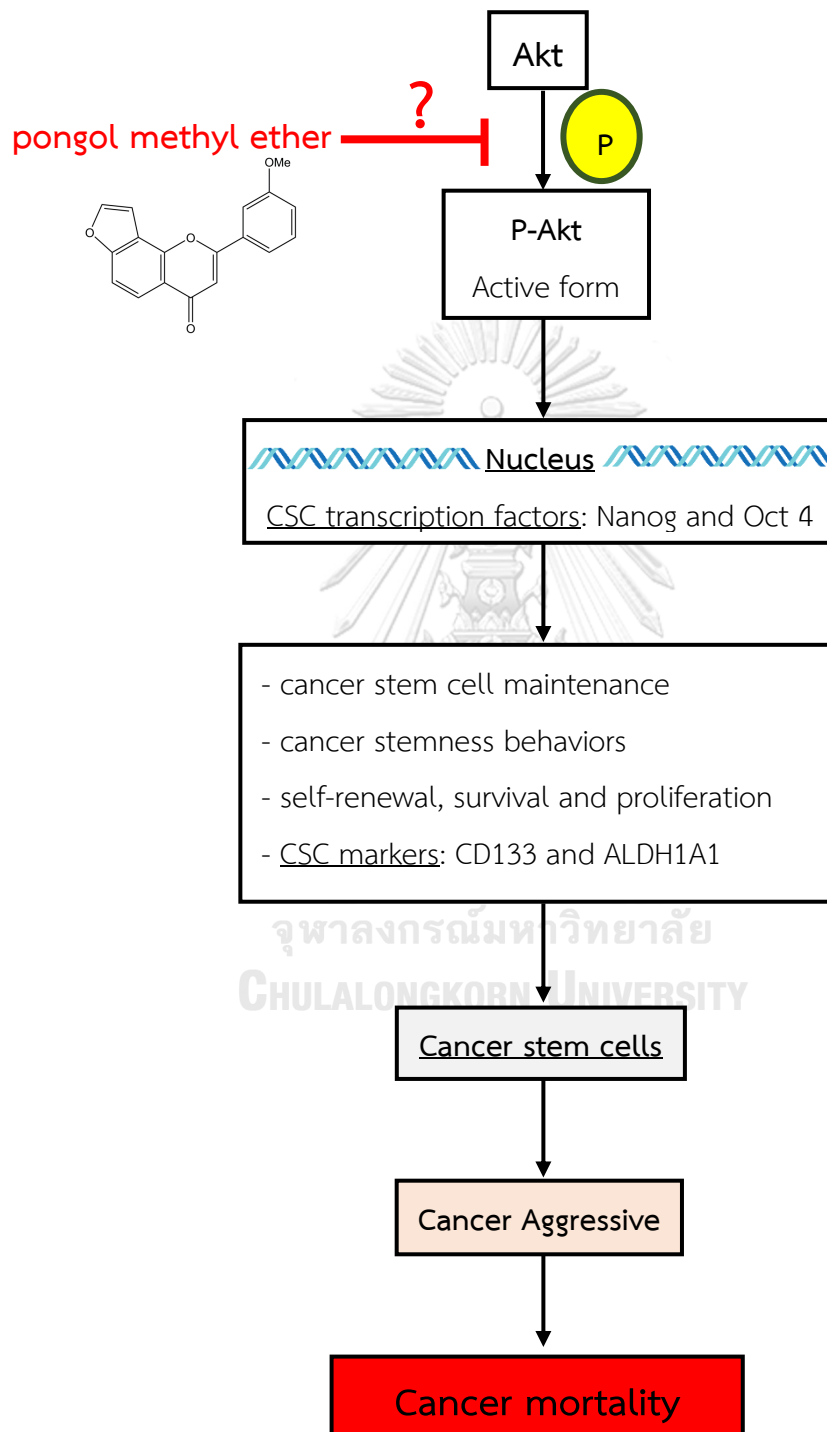 Akt
?
pongol methyl ether
P
OMe
O
O
O
P-Akt
Active form
Nucleus
CSC transcription factors: Nanog and Oct 4
- cancer stem cell maintenance
- cancer stemness behaviors
- self-renewal, survival and proliferation
- CSC markers: CD133 and ALDH1A1
จุฬาลงกรณ์มหาวิทยาลัย
CHULALONGKORN UNIVERSITY
Cancer stem cells
Cancer Aggressive
Cancer mortality